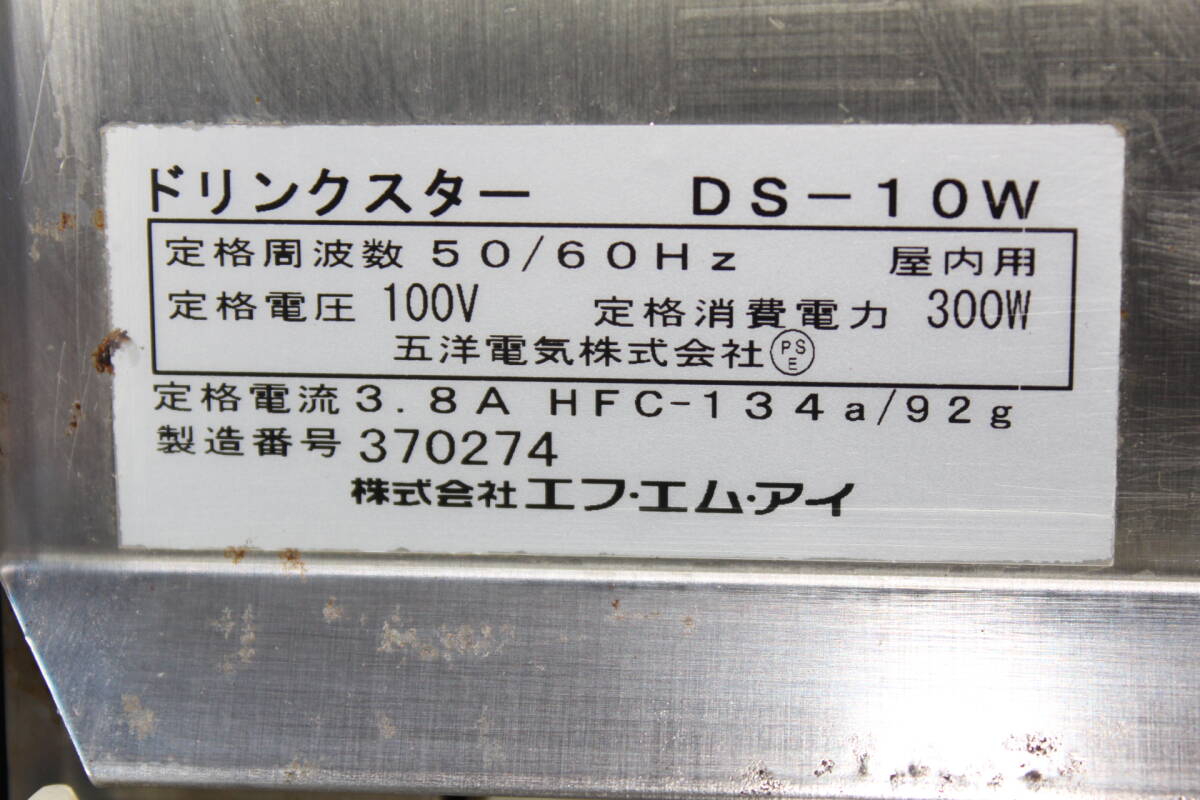 ドリンクスター DS-10W
定格周波数 50/60Hz 屋内用
定格電圧 100V 定格消費電力 300W
五洋電気株式会社 PSE
定格電流 3.8A HFC-134a/92g
製造番号 370274
株式会社エフ・エム・アイ